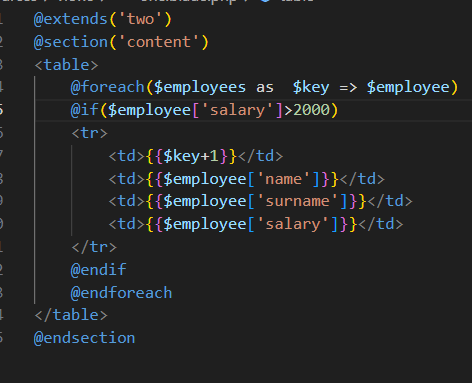 @extends('two')
@section('content')
<table>
@foreach($employees as  $key => $employee)
@if($employee['salary']>2000)
<tr>
<td>{{$key+1}}</td>
<td>{{$employee['name']}}</td>
<td>{{$employee['surname']}}</td>
<td>{{$employee['salary']}}</td>
</tr>
@endif
@endforeach
</table>
@endsection